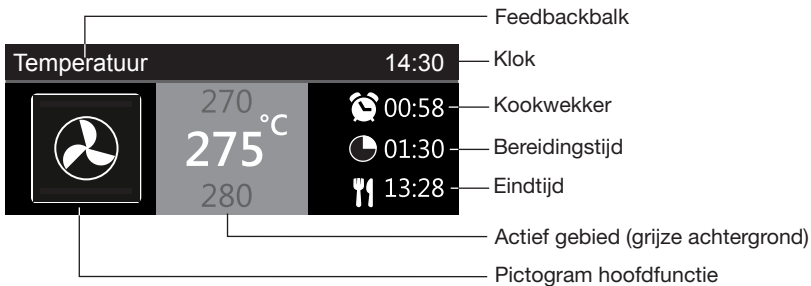 Feedbackbalk
Temperatuur 14:30
Klok
270
275 °C
280
00:58
Kookwekker
01:30
Bereidingstijd
13:28
Eindtijd
Actief gebied (grijze achtergrond)
Pictogram hoofdfunctie